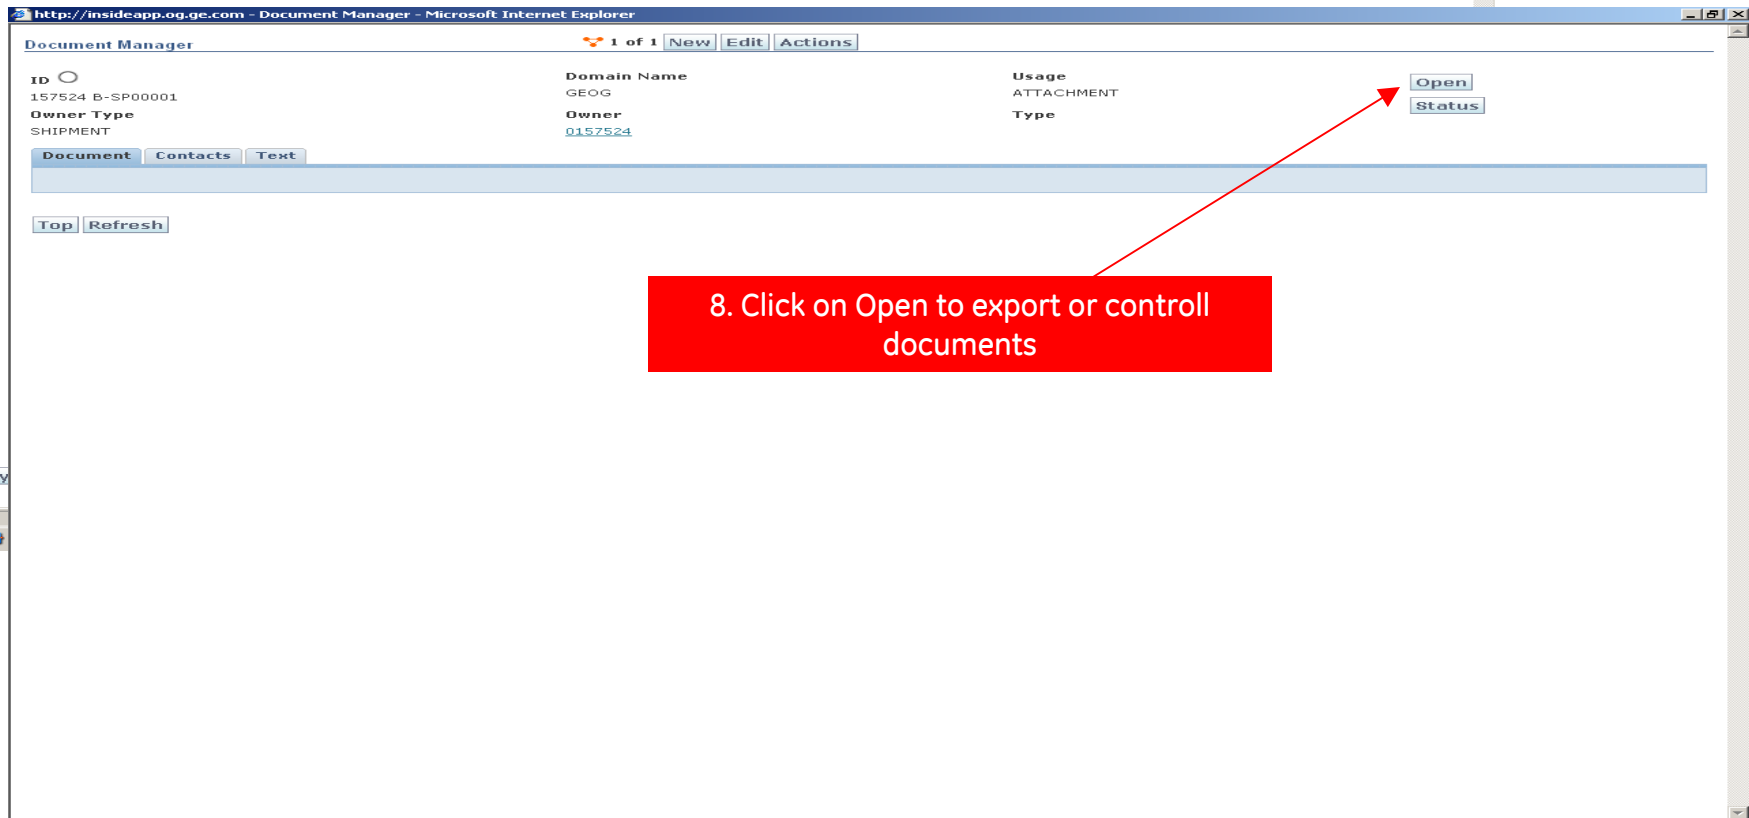 http://insideapp.og.ge.com - Document Manager - Microsoft Internet Explorer
Document Manager
1 of 1 New Edit Actions
ID Domain Name Usage Open
157524 B-SP00001 GEOG ATTACHMENT Status
Owner Type Owner Type
SHIPMENT 0157524
Document Contacts Text
Top Refresh
8. Click on Open to export or controll
documents
y